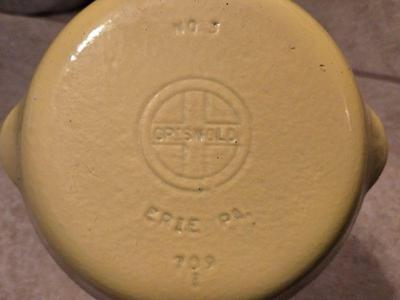 NO. 3
GRISWOLD
ERIE PA.
709
I